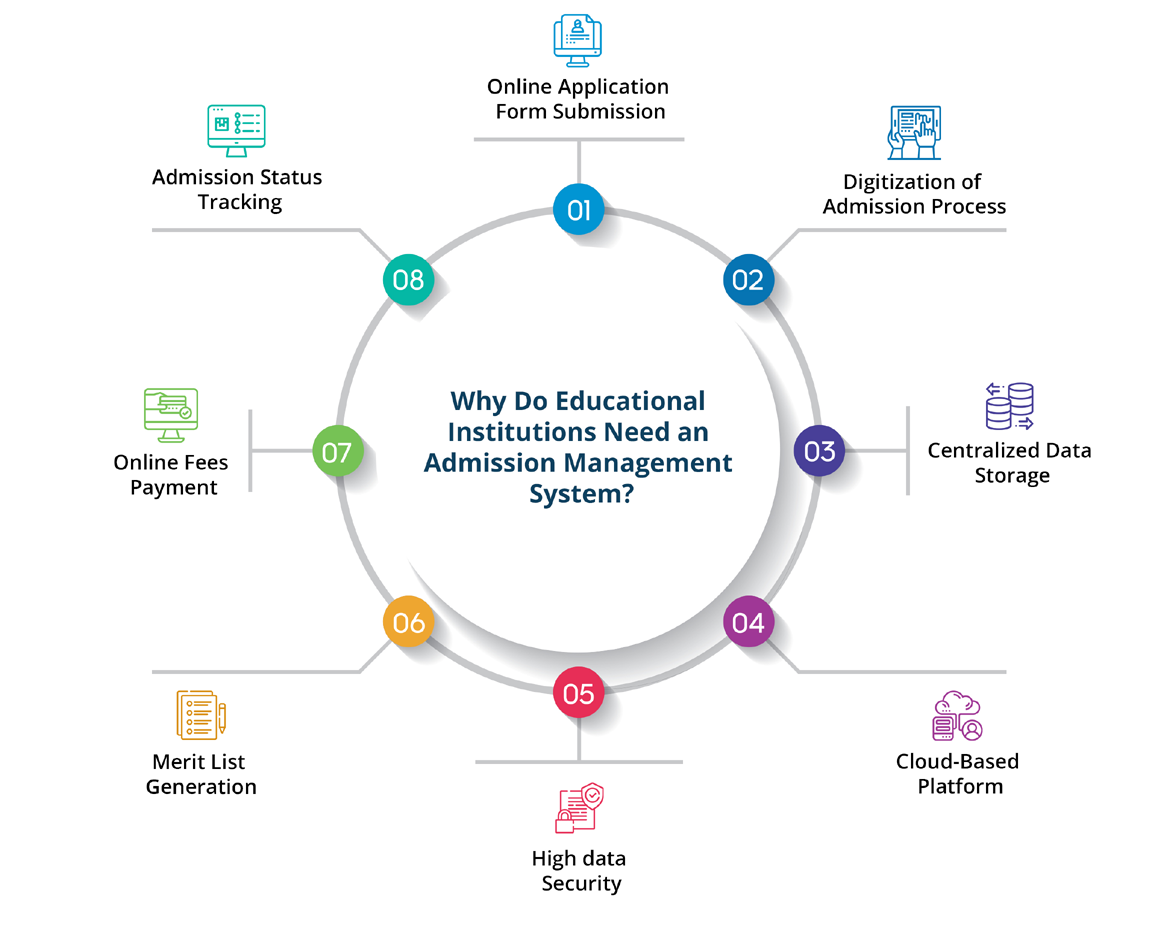 Why Do Educational
Institutions Need an
Admission Management
System?
01
Online Application
Form Submission
02
Digitization of
Admission Process
03
Centralized Data
Storage
04
Cloud-Based
Platform
05
High data
Security
06
Merit List
Generation
07
Online Fees
Payment
08
Admission Status
Tracking